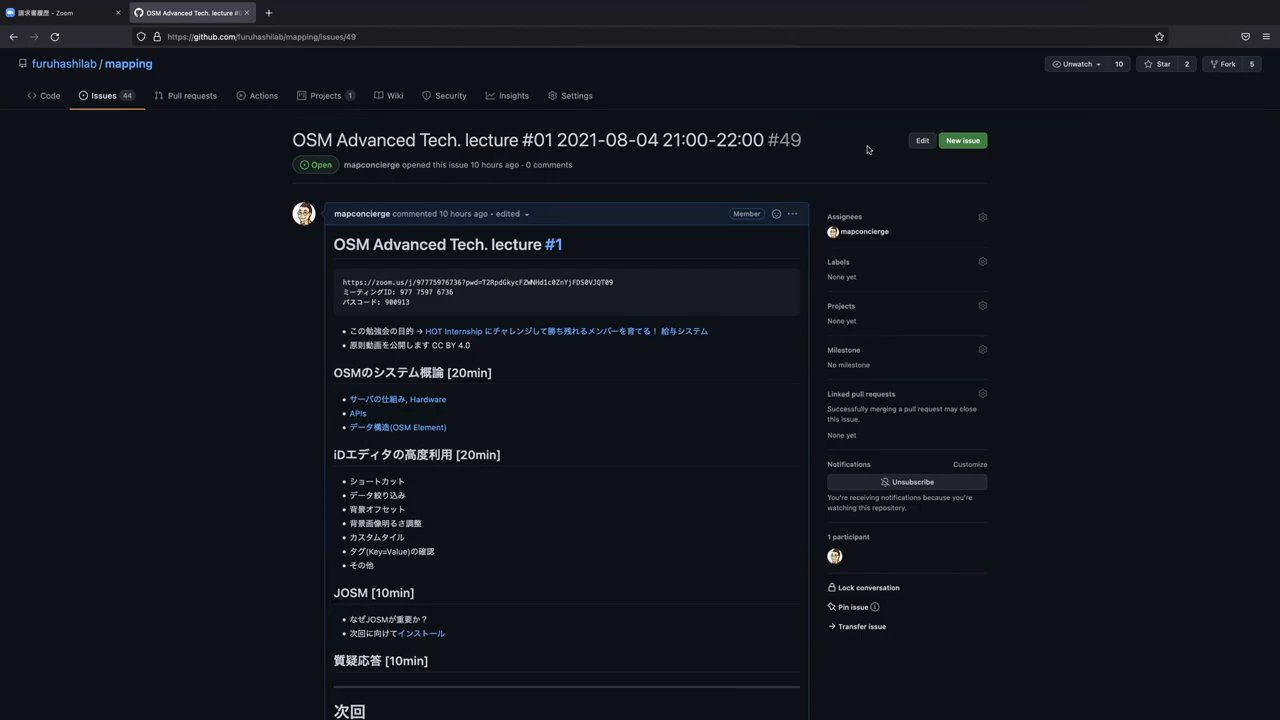 請求書履歴 - Zoom
OSM Advanced Tech. lecture #0
https://github.com/furuhashilab/mapping/issues/49
furuhashilab / mapping
Unwatch 10
Star 2
Fork 5
Code
Issues 44
Pull requests
Actions
Projects 1
Wiki
Security
Insights
Settings
OSM Advanced Tech. lecture #01 2021-08-04 21:00-22:00 #49
Edit
New issue
Open
mapconcierge opened this issue 10 hours ago · 0 comments
mapconcierge commented 10 hours ago • edited
Member
OSM Advanced Tech. lecture #1
ミーティングID: 977 7597 6736
パスコード: 900913
この勉強会の目的 → HOT Internship にチャレンジして勝ち残れるメンバーを育てる！ 給与システム
原則動画を公開します CC BY 4.0
OSMのシステム概論 [20min]
サーバの仕組み, Hardware
APIs
データ構造(OSM Element)
iDエディタの高度利用 [20min]
ショートカット
データ絞り込み
背景オフセット
背景画像明るさ調整
カスタムタイル
タグ(Key=Value)の確認
その他
JOSM [10min]
なぜJOSMが重要か？
次回に向けてインストール
質疑応答 [10min]
次回
Assignees
mapconcierge
Labels
None yet
Projects
None yet
Milestone
No milestone
Linked pull requests
Successfully merging a pull request may close
this issue.
None yet
Notifications
Customize
Unsubscribe
You're receiving notifications because you're
watching this repository.
1 participant
Lock conversation
Pin issue
Transfer issue